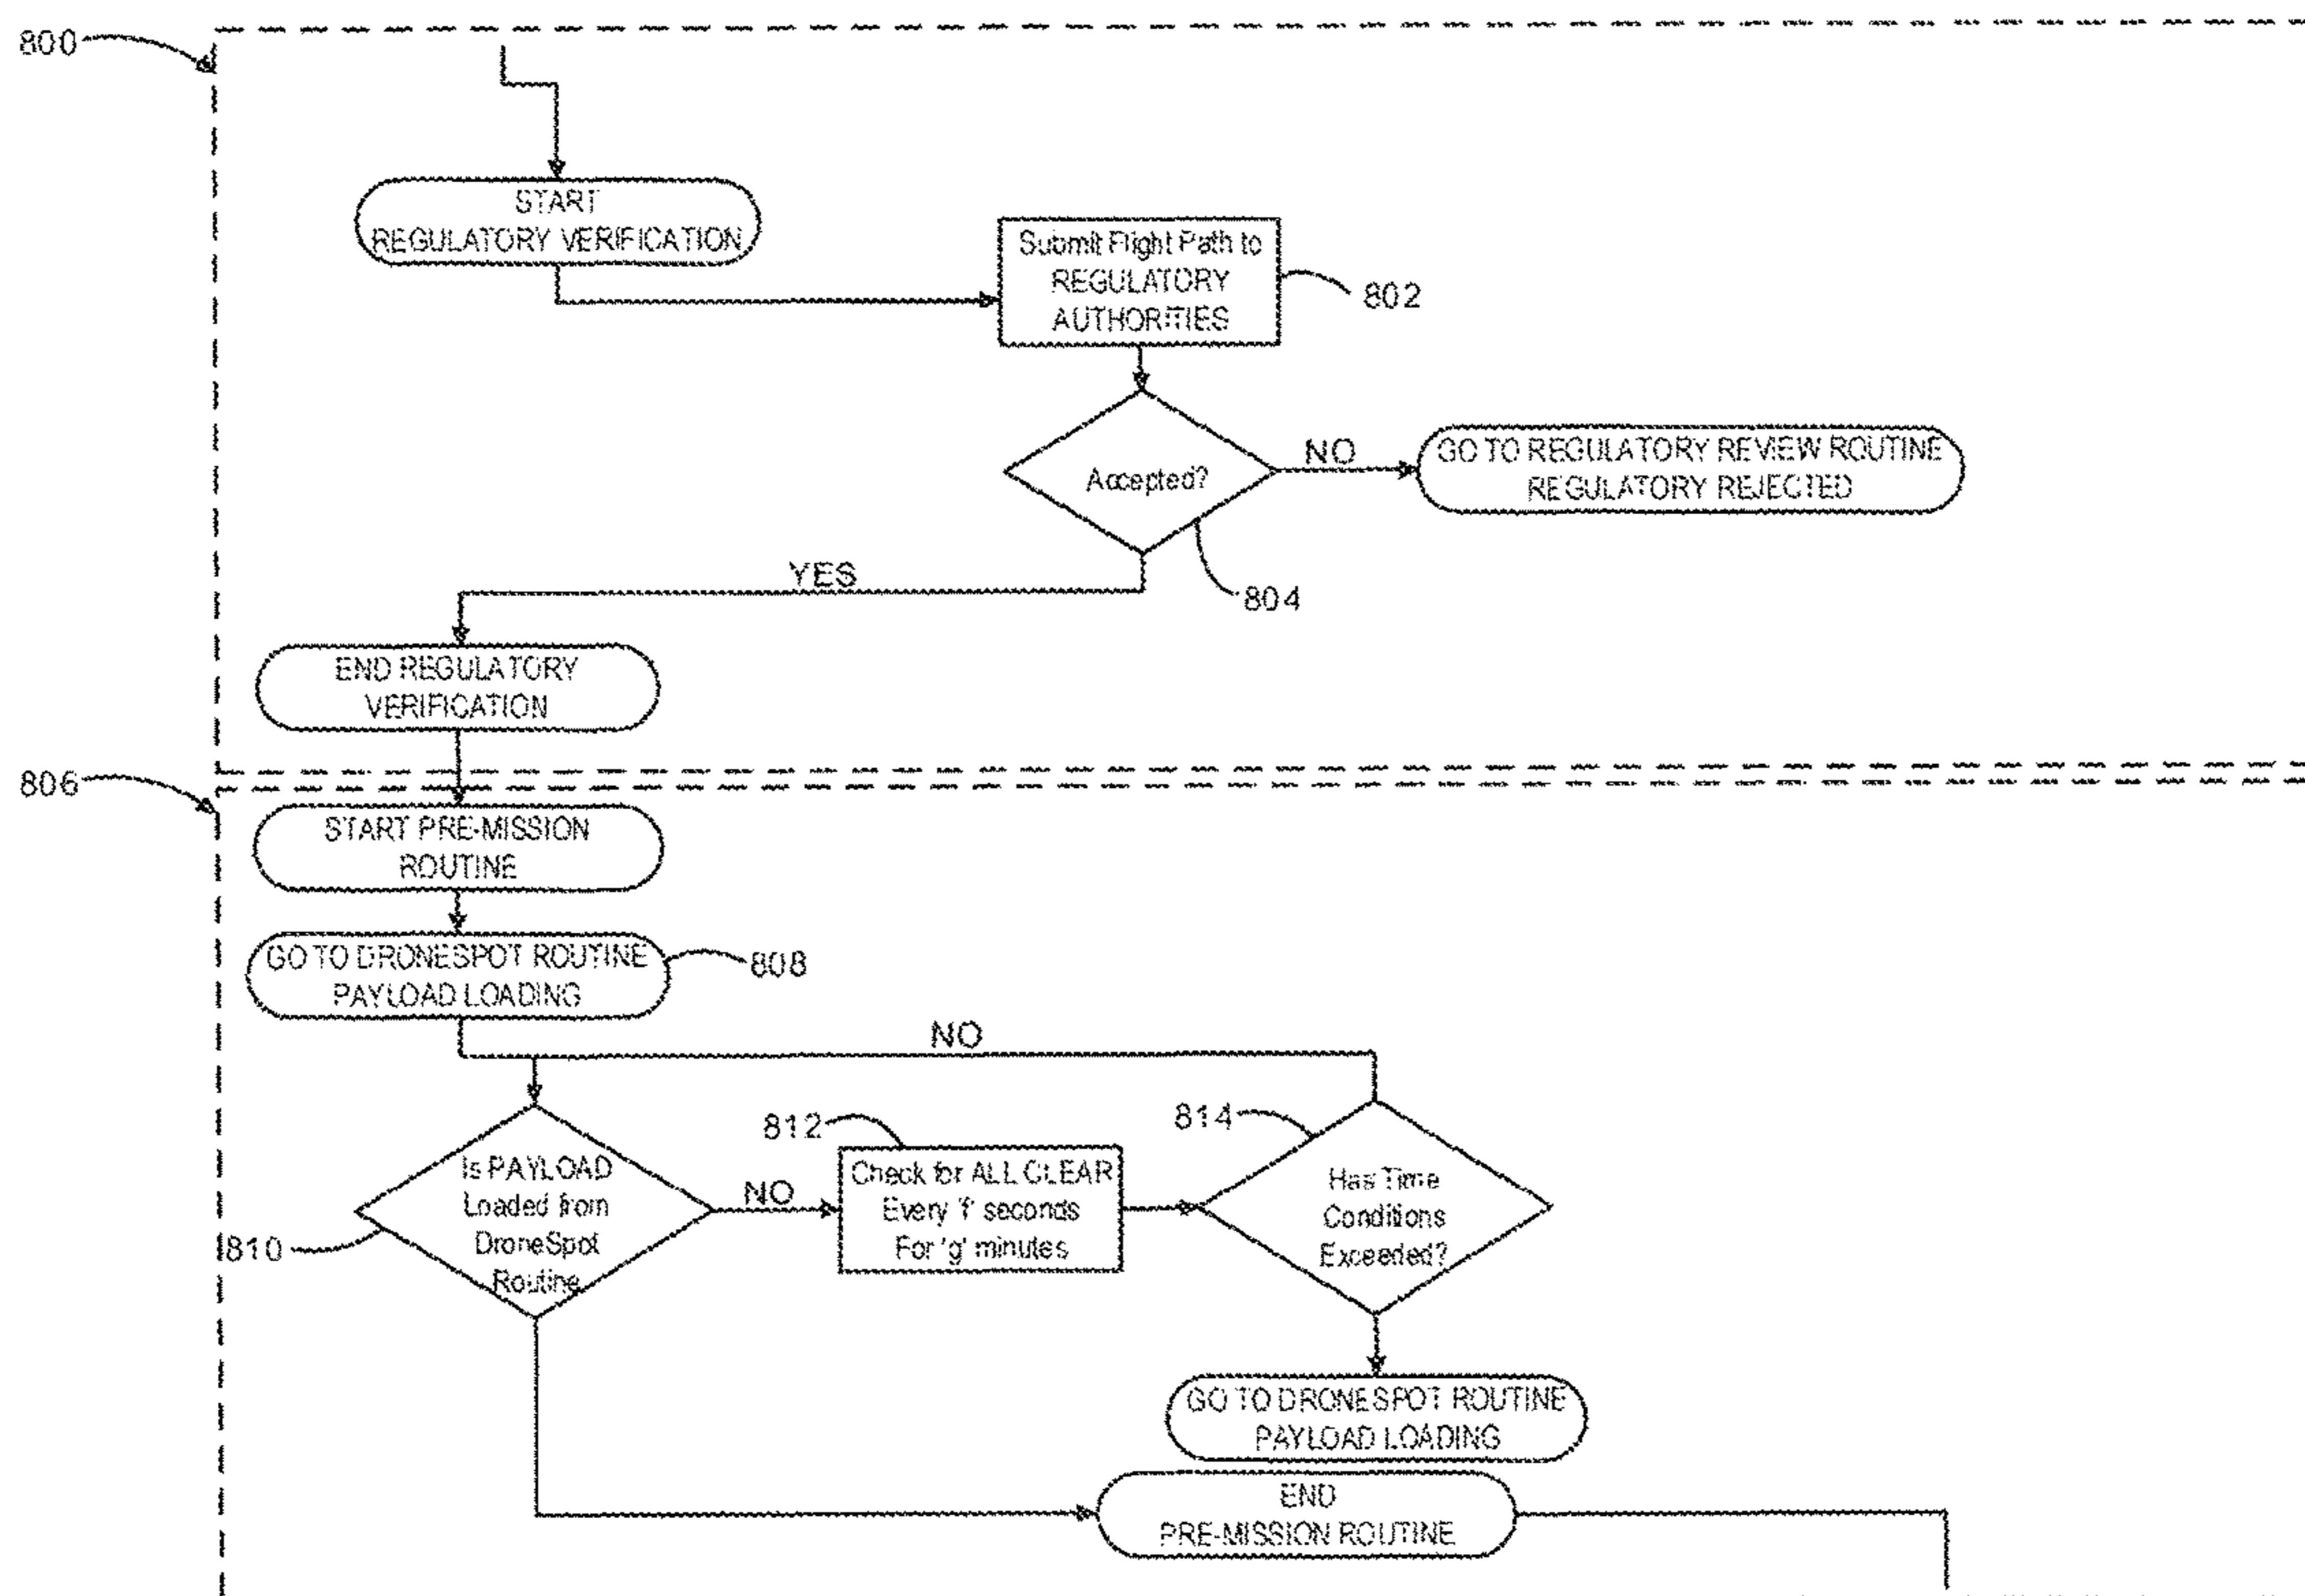 800
START
REGULATORY VERIFICATION
Submit Flight Path to
REGULATORY
AUTHORITIES
802
Accepted?
NO
GO TO REGULATORY REVIEW ROUTINE
REGULATORY REJECTED
804
YES
END REGULATORY
VERIFICATION
806
START PRE-MISSION
ROUTINE
GO TO DRONESPOT ROUTINE
PAYLOAD LOADING
808
NO
810
Is PAYLOAD
Loaded from
DroneSpot
Routine
NO
812
Check for ALL CLEAR
Every 'f' seconds
For 'g' minutes
814
Has Time
Conditions
Exceeded?
GO TO DRONESPOT ROUTINE
PAYLOAD LOADING
END
PRE-MISSION ROUTINE